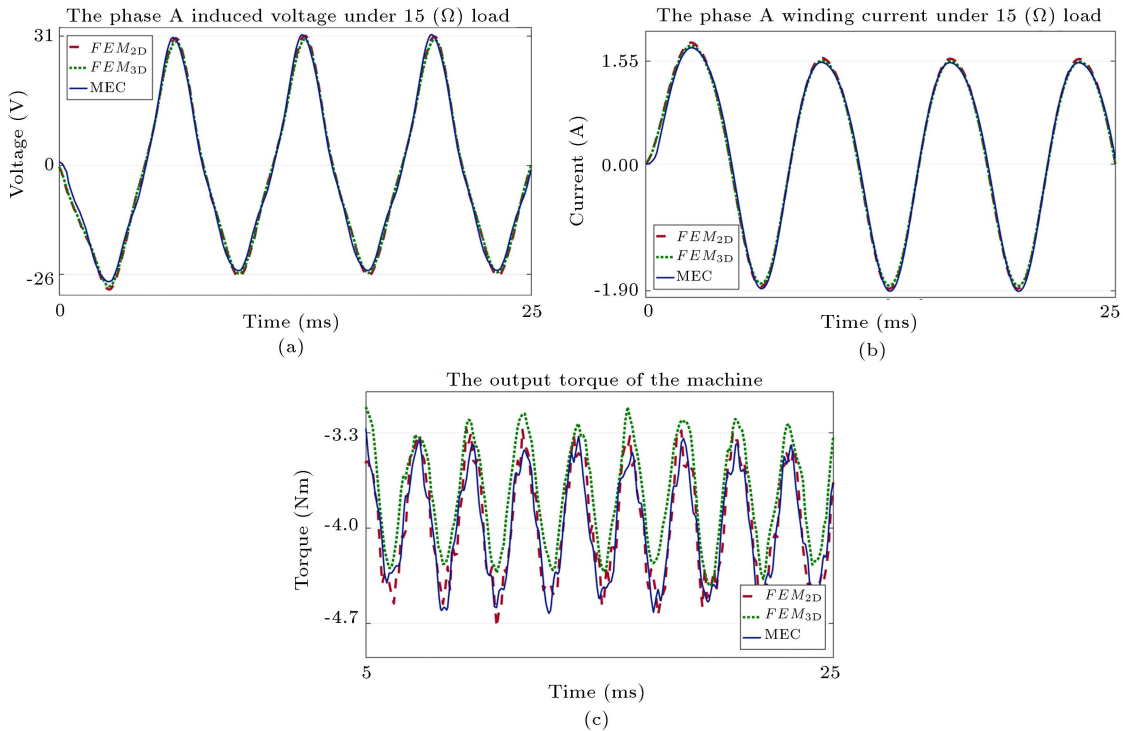 The phase A induced voltage under 15 (Ω) load
31
0
-26
Voltage (V)
FEM2D
FEM3D
MEC
0
25
Time (ms)
(a)
The phase A winding current under 15 (Ω) load
1.55
0.00
-1.90
Current (A)
FEM2D
FEM3D
MEC
0
25
Time (ms)
(b)
The output torque of the machine
-3.3
-4.0
-4.7
Torque (Nm)
FEM2D
FEM3D
MEC
5
25
Time (ms)
(c)